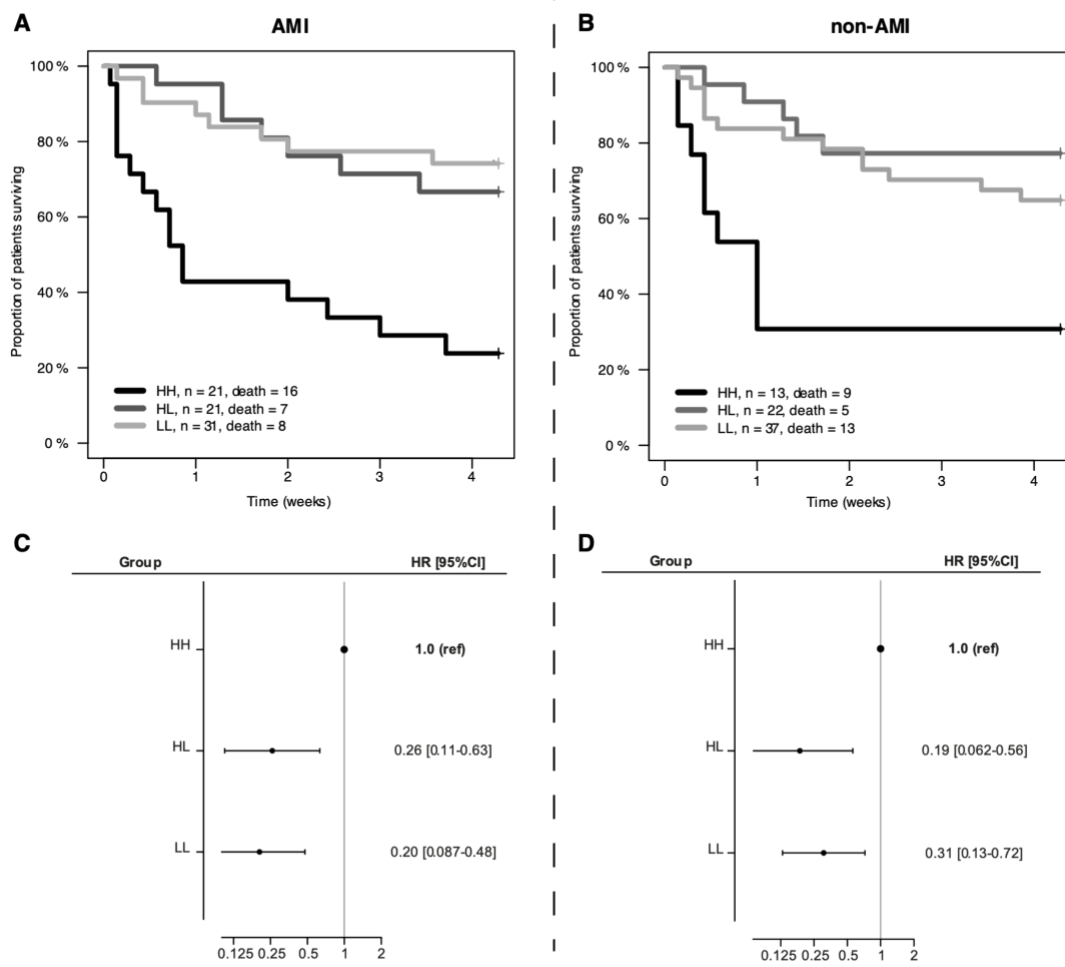 A
AMI
Proportion of patients surviving
100 %
80 %
60 %
40 %
20 %
0 %
HH, n = 21, death = 16
HL, n = 21, death = 7
LL, n = 31, death = 8
0 1 2 3 4
Time (weeks)
B
non-AMI
Proportion of patients surviving
100 %
80 %
60 %
40 %
20 %
0 %
HH, n = 13, death = 9
HL, n = 22, death = 5
LL, n = 37, death = 13
0 1 2 3 4
Time (weeks)
C
Group HR [95%CI]
HH 1.0 (ref)
HL 0.26 [0.11-0.63]
LL 0.20 [0.087-0.48]
0.125 0.25 0.5 1 2
D
Group HR [95%CI]
HH 1.0 (ref)
HL 0.19 [0.062-0.56]
LL 0.31 [0.13-0.72]
0.125 0.25 0.5 1 2